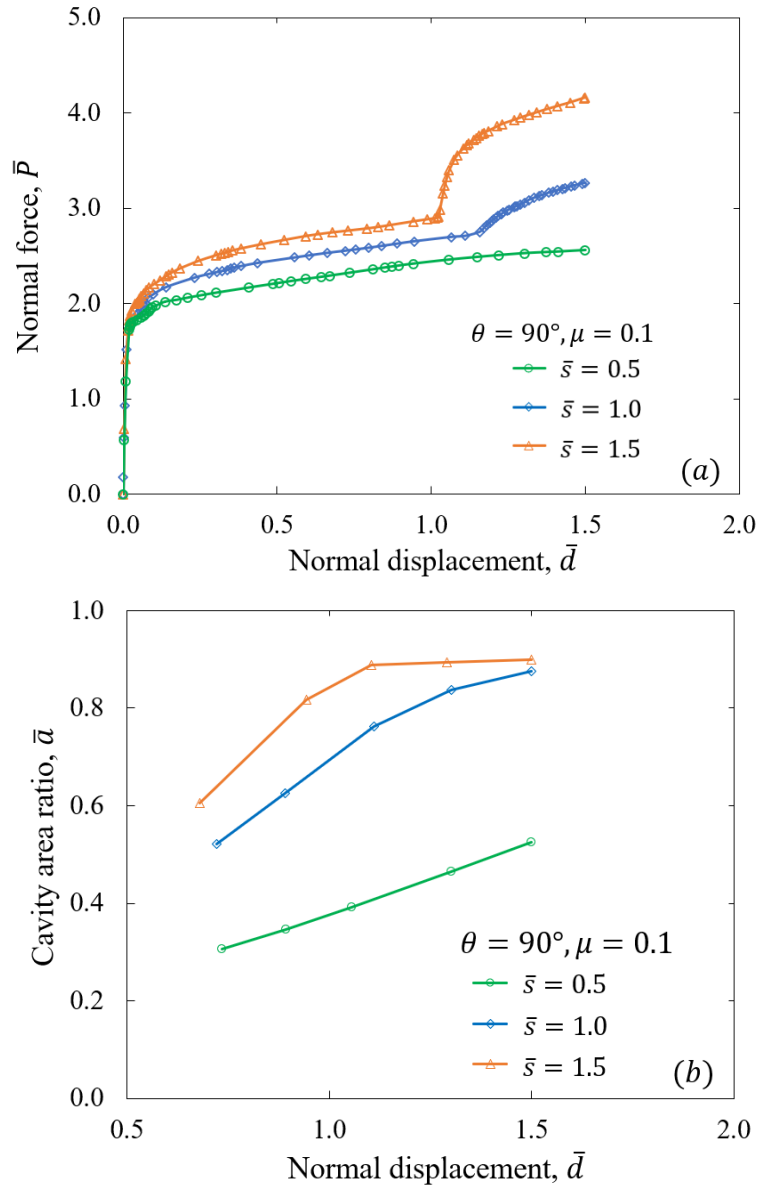 5.0
4.0
3.0
2.0
1.0
0.0
Normal force, P̄
θ = 90°, μ = 0.1
s̄ = 0.5
s̄ = 1.0
s̄ = 1.5
(a)
0.0 0.5 1.0 1.5 2.0
Normal displacement, d̄
1.0
0.8
0.6
0.4
0.2
0.0
Cavity area ratio, ā
θ = 90°, μ = 0.1
s̄ = 0.5
s̄ = 1.0
s̄ = 1.5
(b)
0.5 1.0 1.5 2.0
Normal displacement, d̄